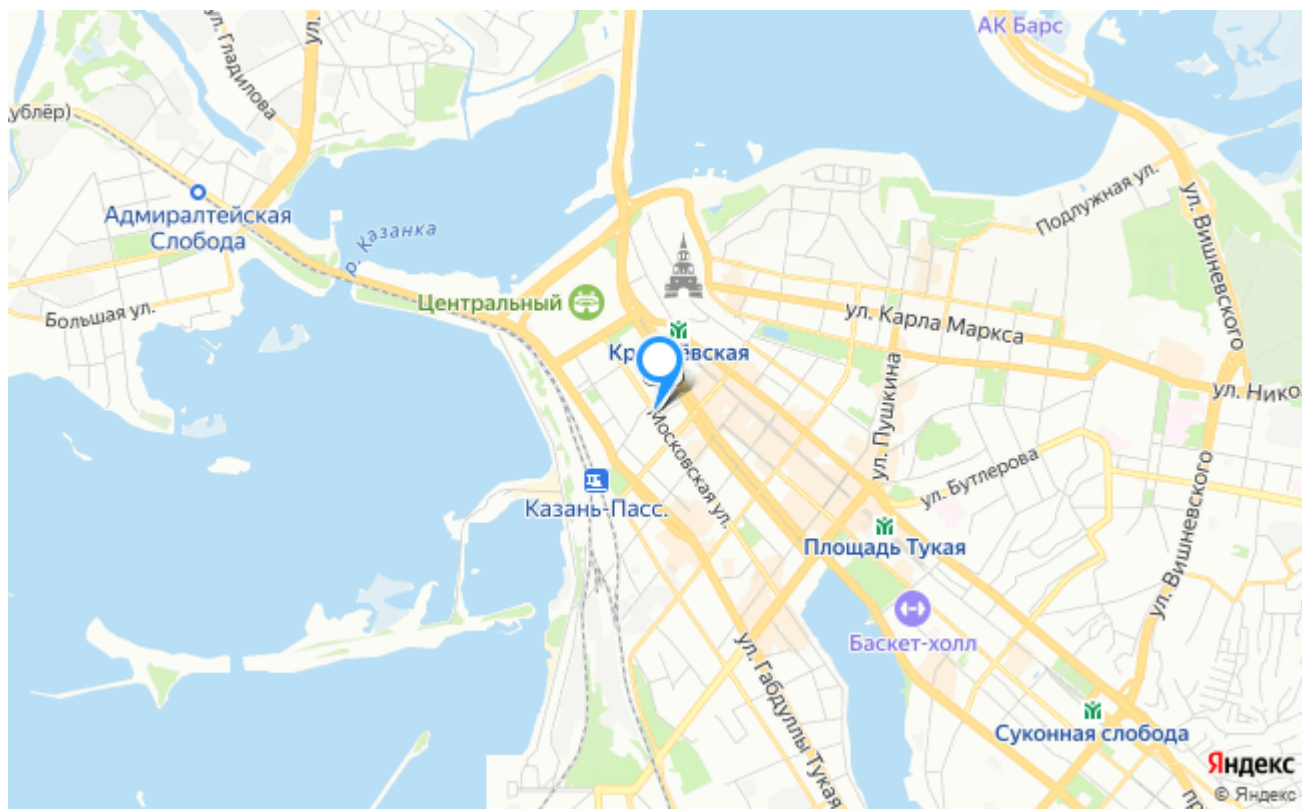 АК Барс
ул.
ул. Гладилова
дублёр)
Подлужная ул.
ул. Вишневского
Адмиралтейская
Слобода
р. Казанка
Центральный
Большая ул.
ул. Карла Маркса
ул. Пушкина
ул. Нико
Московская ул.
ул. Бутлерова
Казань-Пасс.
Площадь Тукая
ул. Вишневского
Баскет-холл
ул. Габдуллы Тукая
Суконная слобода
Яндекс
© Яндекс